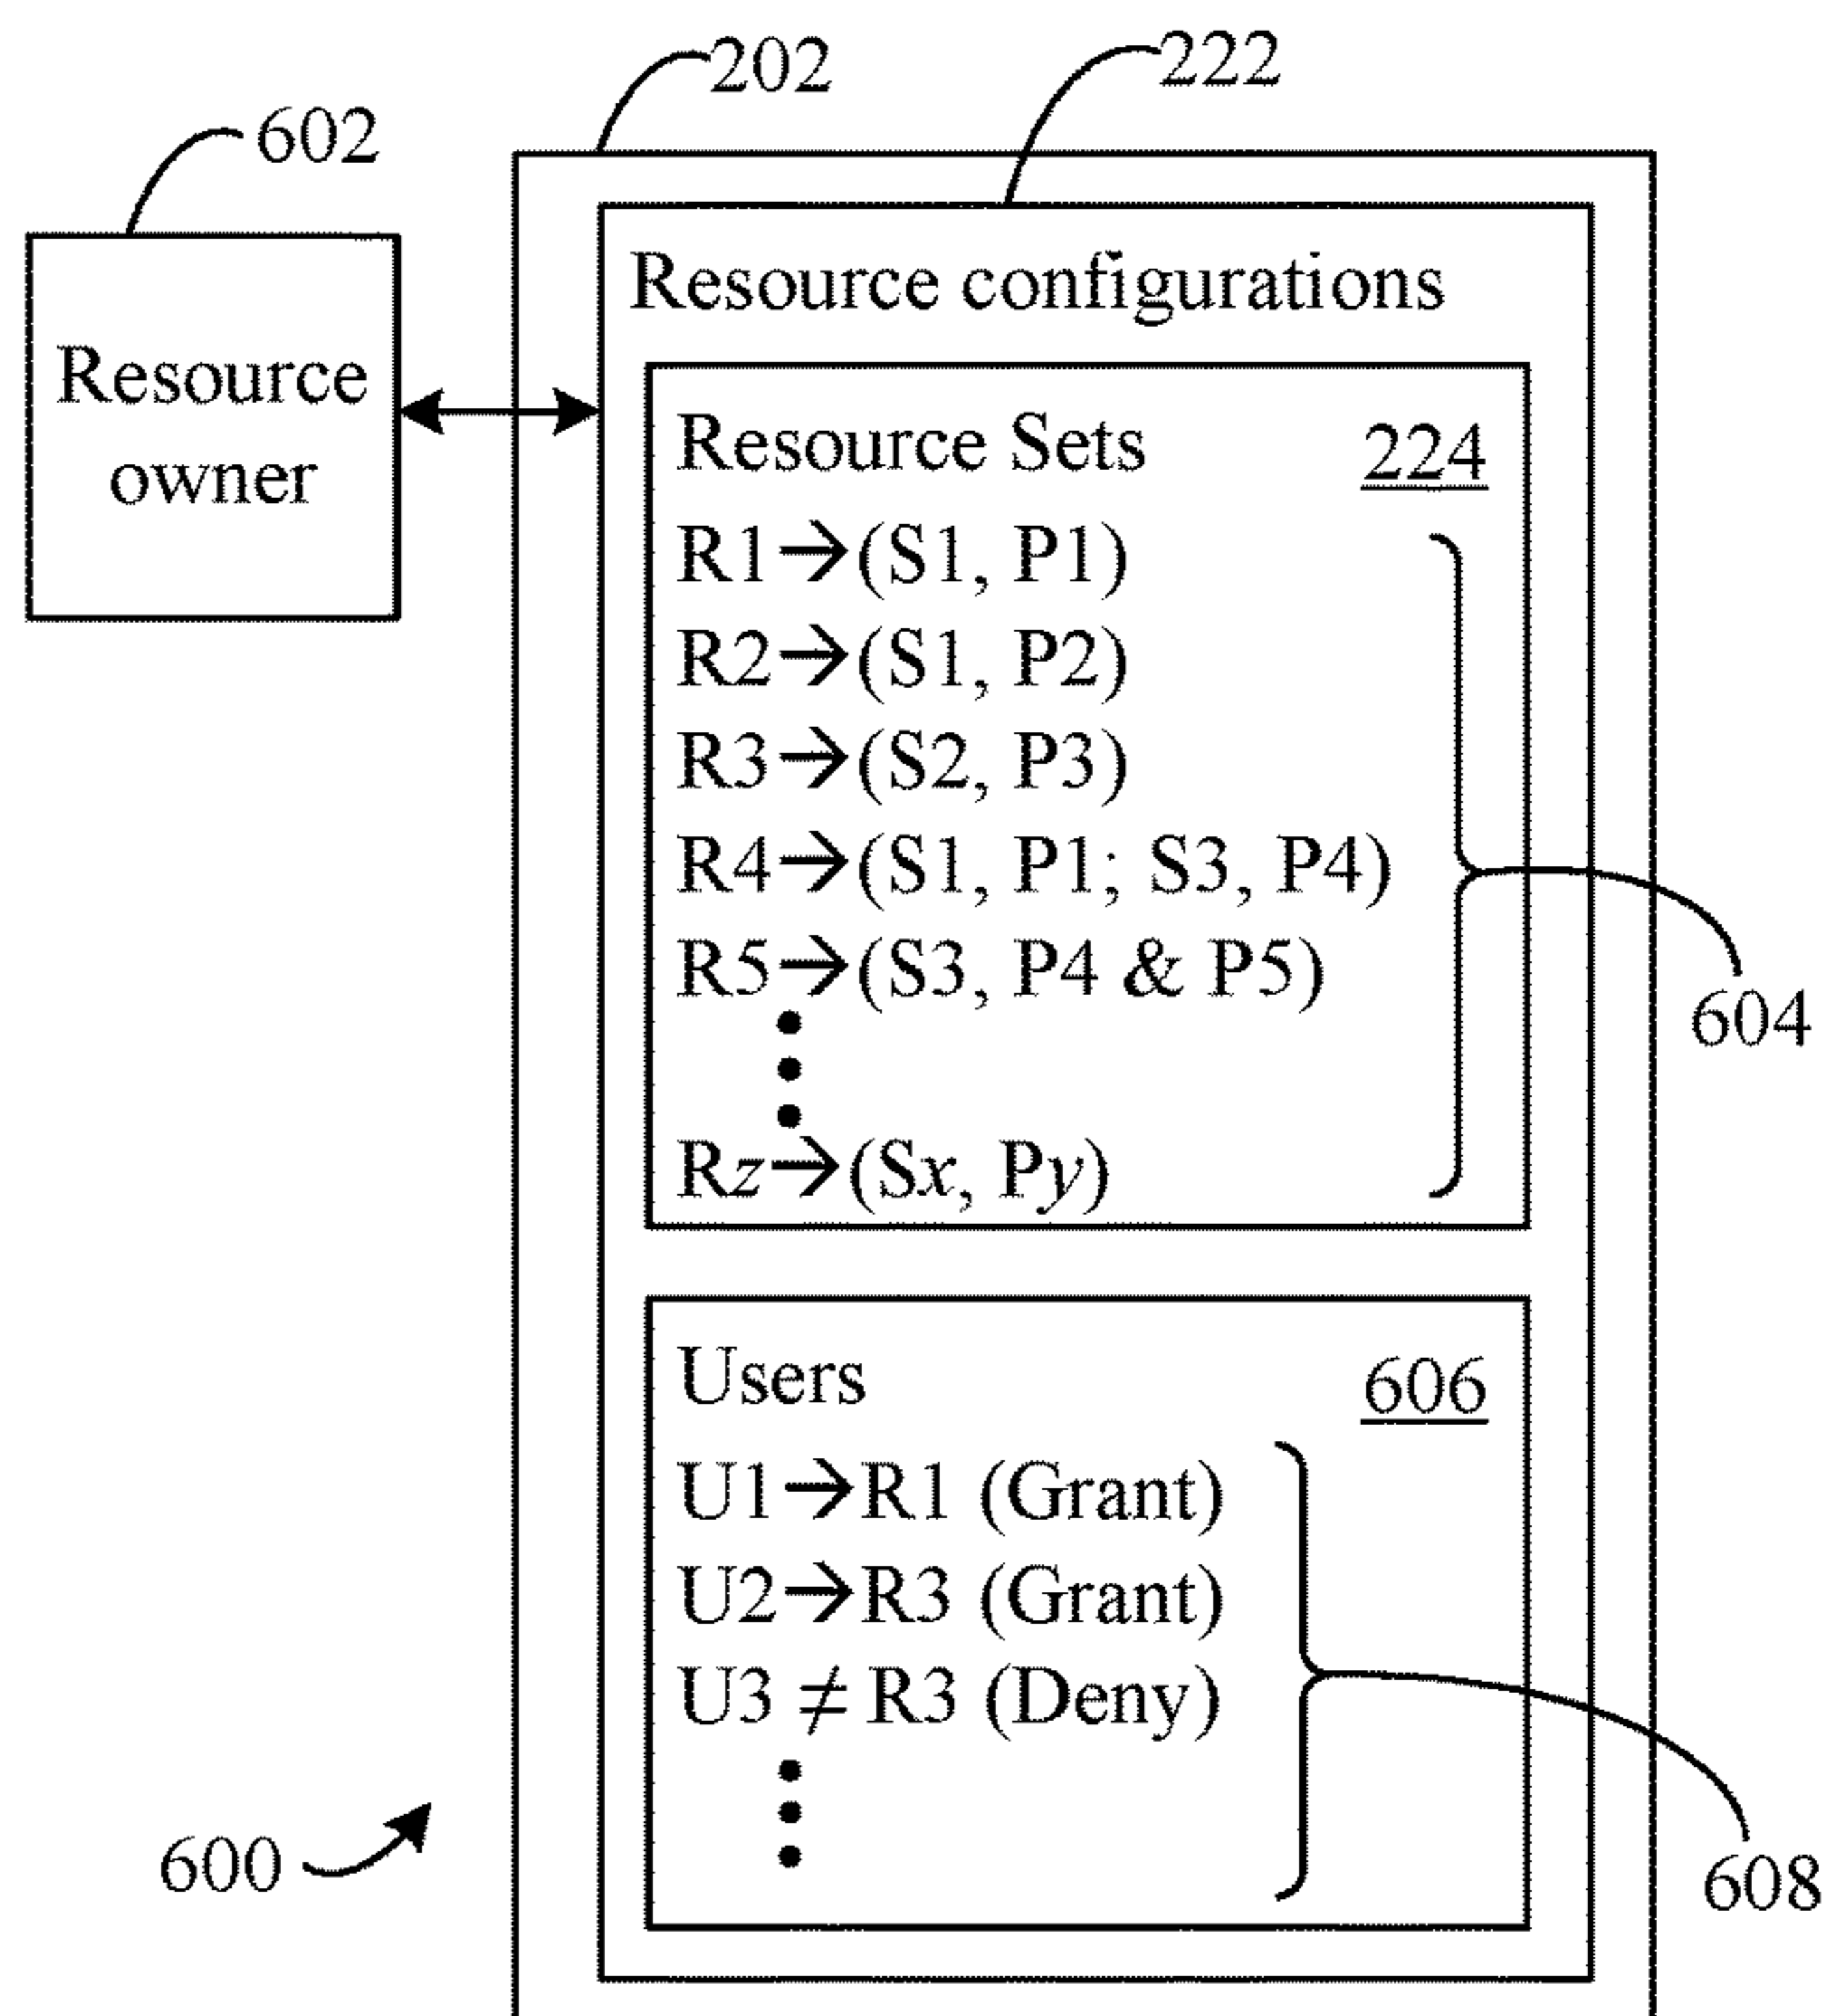 202
222
602
Resource configurations
Resource
owner
Resource Sets 224
R1→(S1, P1)
R2→(S1, P2)
R3→(S2, P3)
R4→(S1, P1; S3, P4)
R5→(S3, P4 & P5)
Rz→(Sx, Py)
604
Users 606
U1→R1 (Grant)
U2→R3 (Grant)
U3 ≠ R3 (Deny)
600
608